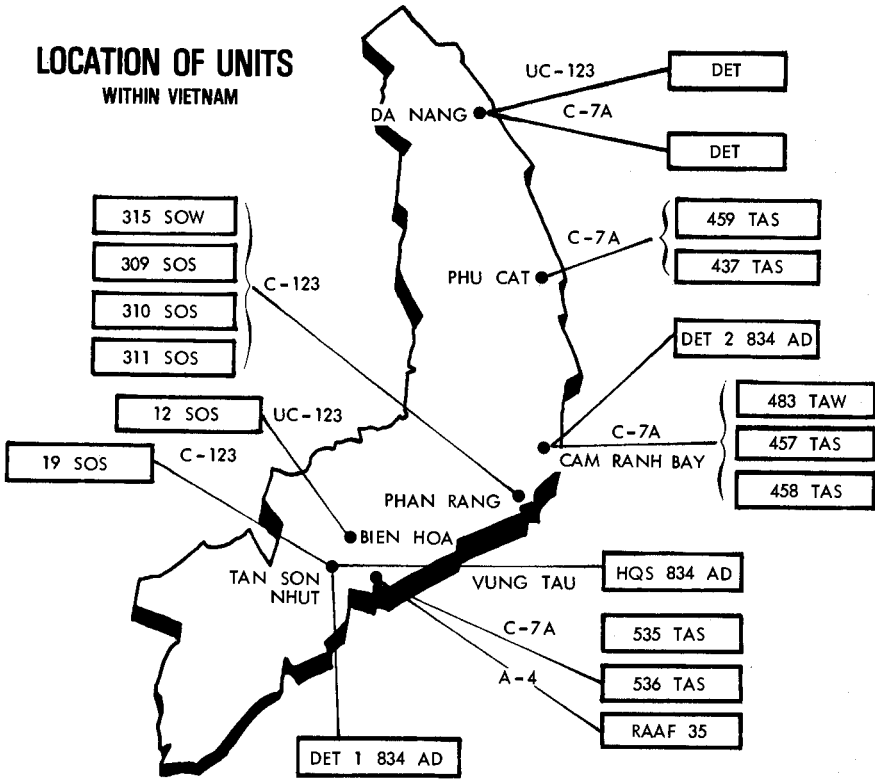 LOCATION OF UNITS
WITHIN VIETNAM
UC-123
DET
DA NANG
C-7A
DET
315 SOW
309 SOS
310 SOS
311 SOS
C-123
C-7A
459 TAS
437 TAS
PHU CAT
DET 2 834 AD
12 SOS
UC-123
19 SOS
C-123
C-7A
483 TAW
457 TAS
458 TAS
CAM RANH BAY
PHAN RANG
BIEN HOA
TAN SON
NHUT
VUNG TAU
HQS 834 AD
C-7A
535 TAS
A-4
536 TAS
RAAF 35
DET 1 834 AD